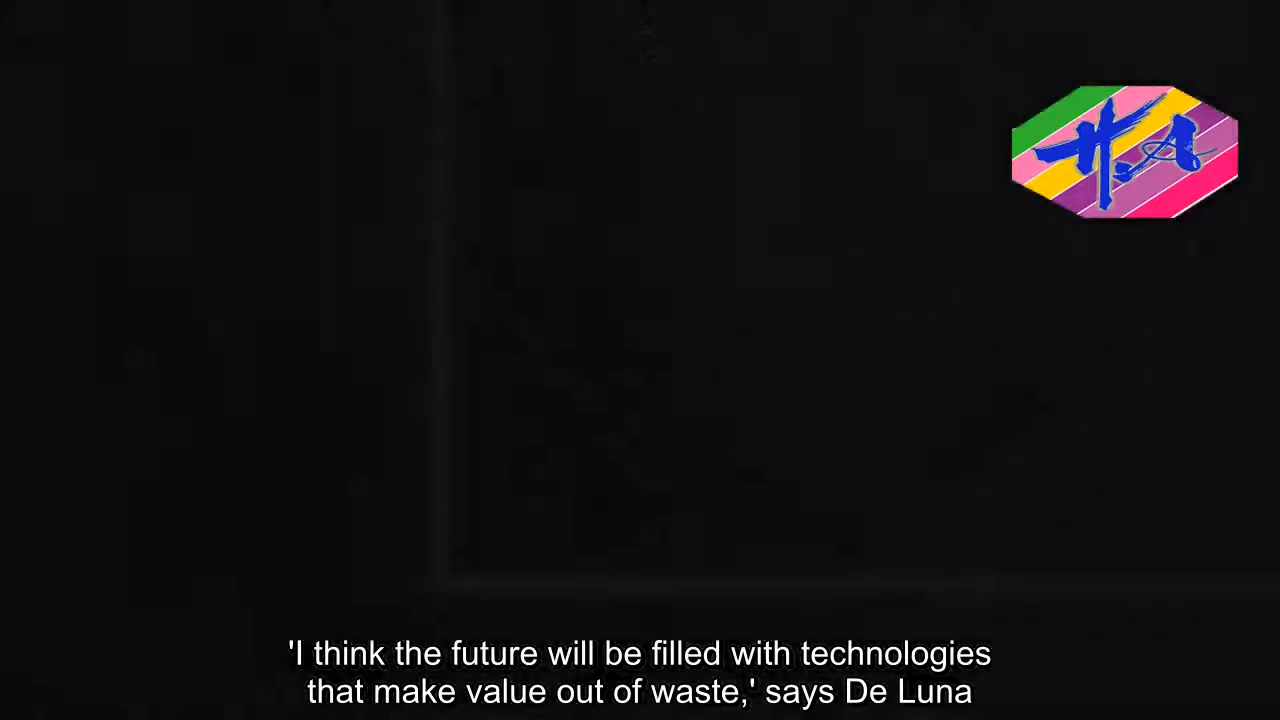 H.A
'I think the future will be filled with technologies
that make value out of waste,' says De Luna